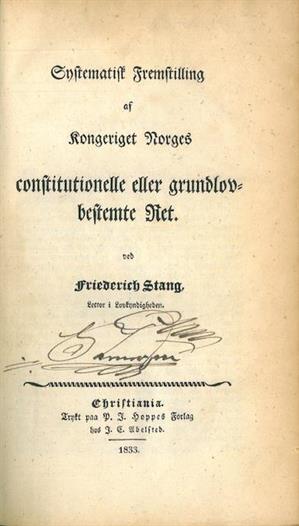 Systematisk Fremstilling
af
Kongeriget Norges
constitutionelle eller grundlov-
bestemte Ret.
ved
Friederich Stang,
Lector i Lovkyndigheden.
Christiania.
Trykt paa P. J. Hoppes Forlag
hos J. C. Abelsted.
1833.